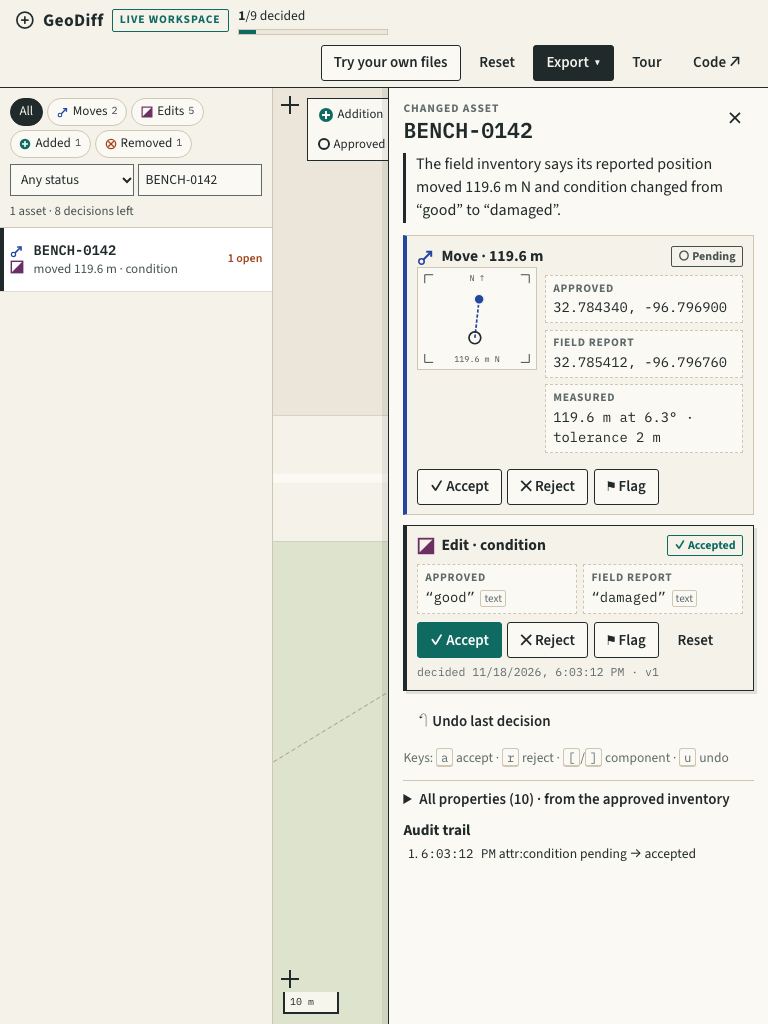 GeoDiff LIVE WORKSPACE 1/9 decided
Try your own files Reset Export ▾ Tour Code ↗
All Moves 2 Edits 5
Added 1 Removed 1
Any status BENCH-0142
1 asset · 8 decisions left
BENCH-0142 1 open
moved 119.6 m · condition
Addition
Approved
10 m
CHANGED ASSET
BENCH-0142 ✕
The field inventory says its reported position
moved 119.6 m N and condition changed from
“good” to “damaged”.
Move · 119.6 m Pending
N ↑
119.6 m N
APPROVED
32.784340, -96.796900
FIELD REPORT
32.785412, -96.796760
MEASURED
119.6 m at 6.3° ·
tolerance 2 m
✓ Accept ✕ Reject ⚑ Flag
Edit · condition ✓ Accepted
APPROVED FIELD REPORT
“good” text “damaged” text
✓ Accept ✕ Reject ⚑ Flag Reset
decided 11/18/2026, 6:03:12 PM · v1
Undo last decision
Keys: a accept · r reject · [/] component · u undo
▶ All properties (10) · from the approved inventory
Audit trail
1. 6:03:12 PM attr:condition pending → accepted